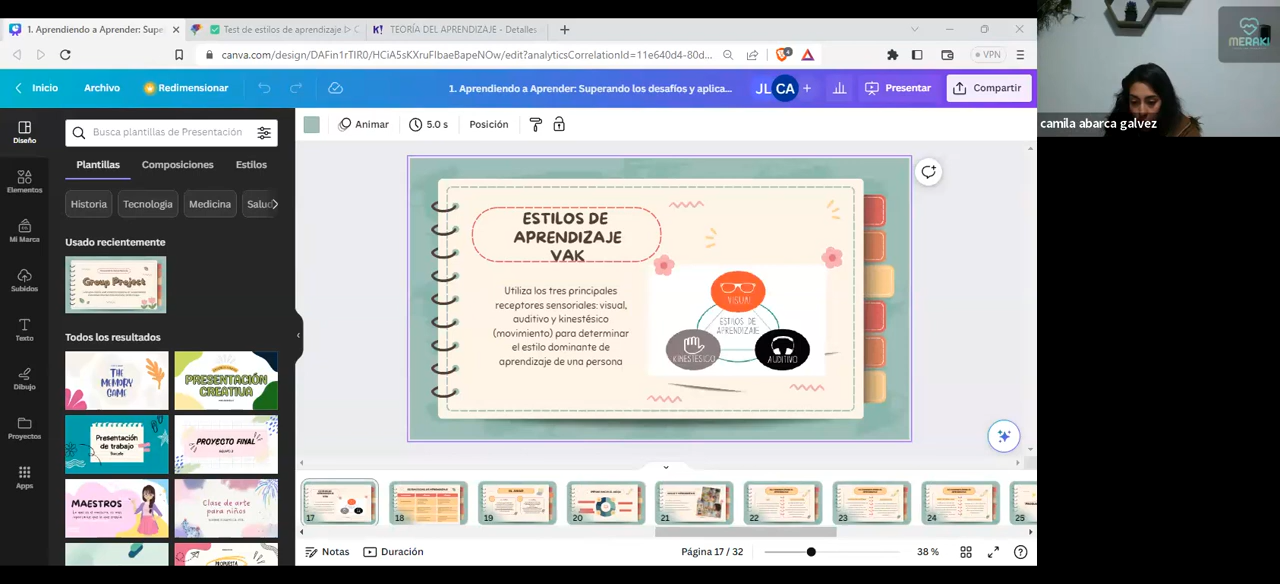 1. Aprendiendo a Aprender: Supe
Test de estilos de aprendizaje ▷ C
K! TEORÍA DEL APRENDIZAJE - Detalles
canva.com/design/DAFin1rTIR0/HCiA5sKXruFIbaeBapeNOw/edit?analyticsCorrelationId=11e640d4-80d...
4
VPN
Inicio
Archivo
Redimensionar
1. Aprendiendo a Aprender: Superando los desafíos y aplica...
JL
CA
Presentar
Compartir
Diseño
Elementos
Mi Marca
Subidos
Texto
Dibujo
Proyectos
Apps
Busca plantillas de Presentación
Plantillas
Composiciones
Estilos
Historia
Tecnologia
Medicina
Saluc
Usado recientemente
Group Project
Todos los resultados
THE MEMORY GAME
PRESENTACIÓN CREATIVA
Presentación de trabajo
PROYECTO FINAL
MAESTROS
Clase de arte para niños
PROPUESTA
Animar
5.0 s
Posición
ESTILOS DE
APRENDIZAJE
VAK
Utiliza los tres principales
receptores sensoriales: visual,
auditivo y kinestésico
(movimiento) para determinar
el estilo dominante de
aprendizaje de una persona
VISUAL
ESTILOS DE
APRENDIZAJE
KINESTESICO
AUDITIVO
17
18
19
20
21
22
23
24
25
Notas
Duración
Página 17 / 32
38 %
MERAKI
camila abarca galvez